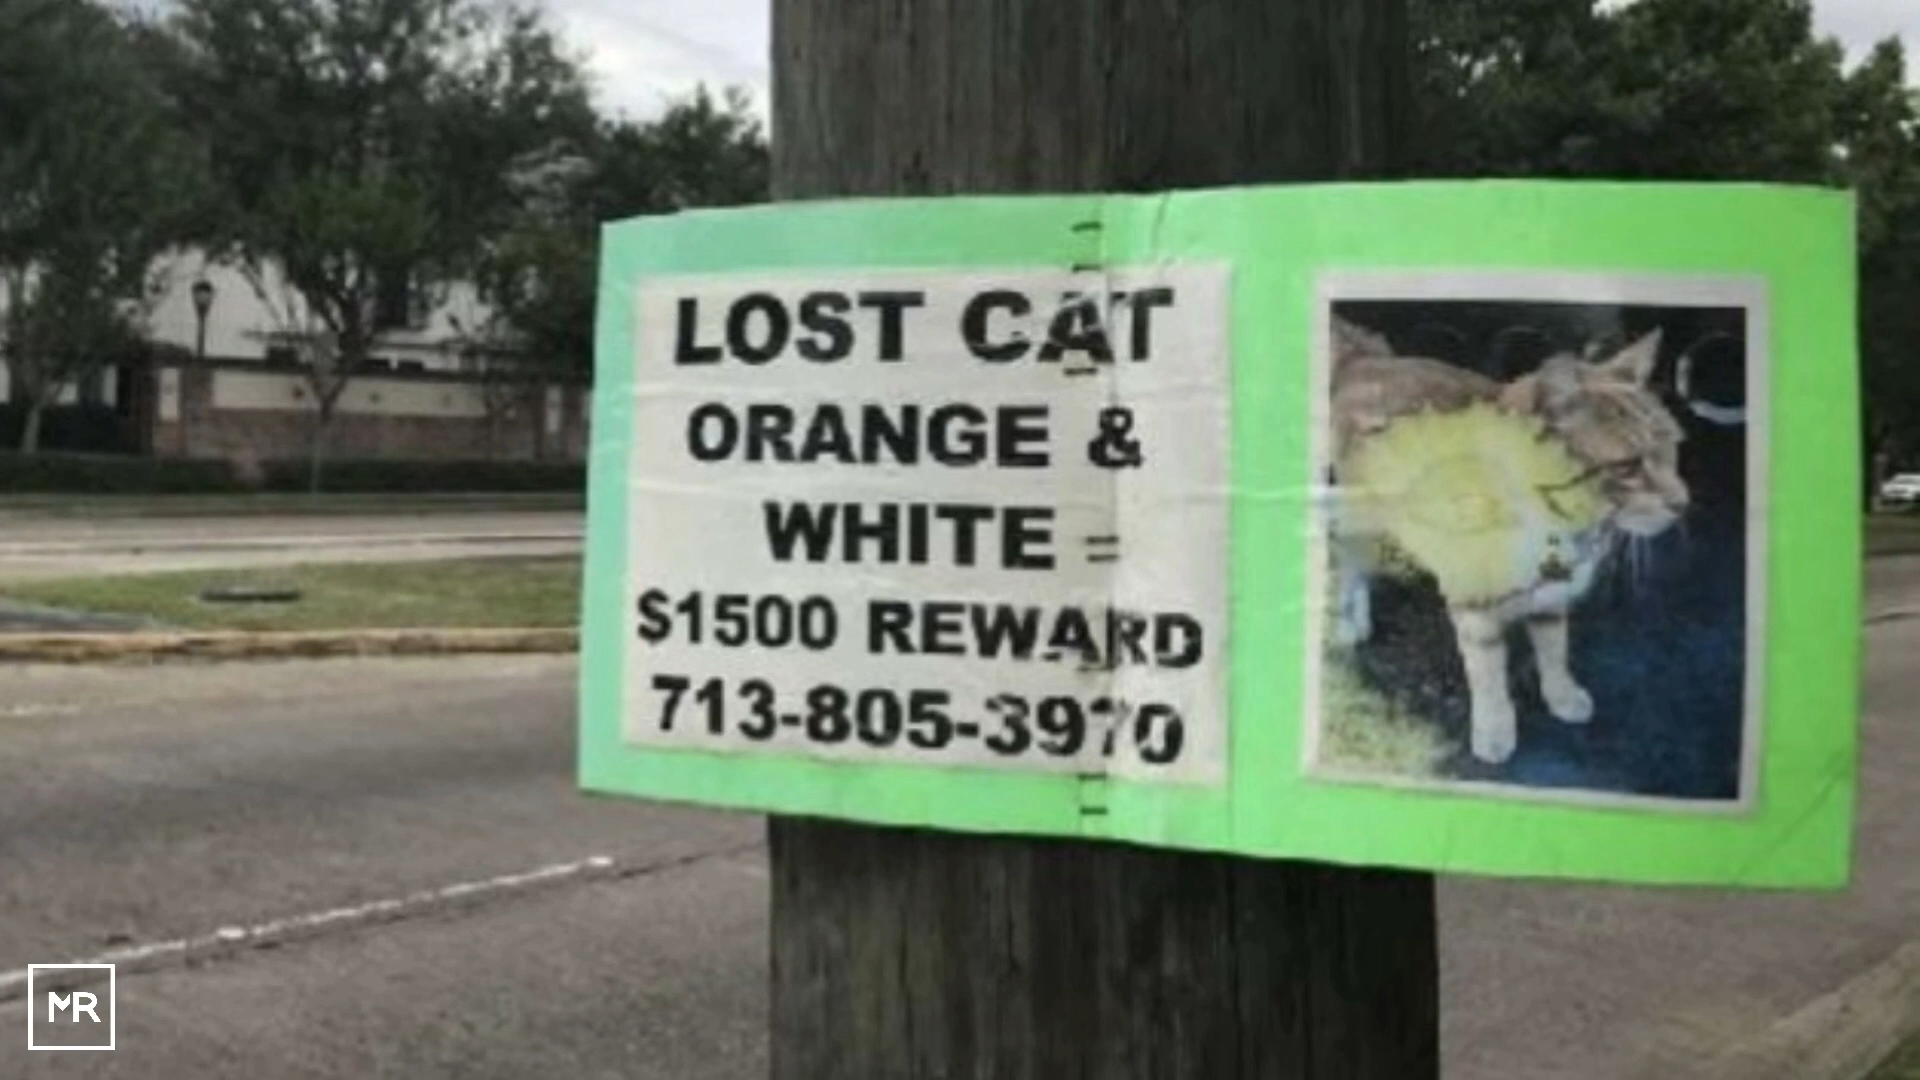 LOST CAT
ORANGE &
WHITE =
$1500 REWARD
713-805-3970
MR